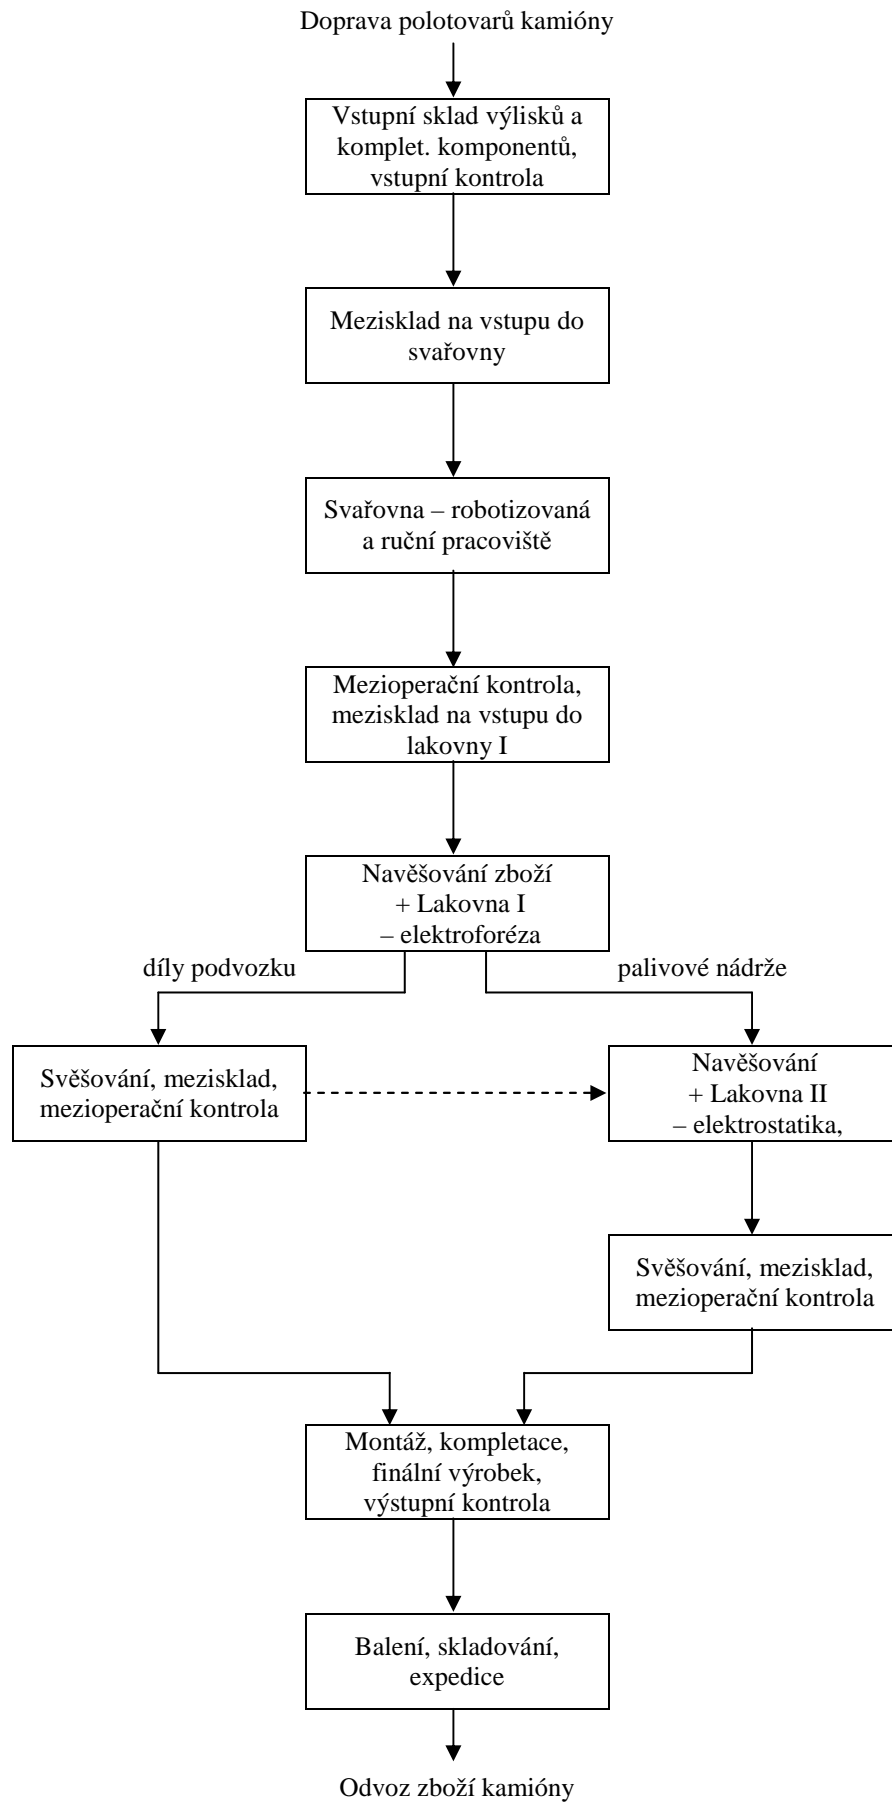 Doprava polotovarů kamióny
Vstupní sklad výlisků a
komplet. komponentů,
vstupní kontrola
Mezisklad na vstupu do
svařovny
Svařovna – robotizovaná
a ruční pracoviště
Mezioperační kontrola,
mezisklad na vstupu do
lakovny I
Navěšování zboží
+ Lakovna I
– elektroforéza
díly podvozku
palivové nádrže
Svěšování, mezisklad,
mezioperační kontrola
Navěšování
+ Lakovna II
– elektrostatika,
Svěšování, mezisklad,
mezioperační kontrola
Montáž, kompletace,
finální výrobek,
výstupní kontrola
Balení, skladování,
expedice
Odvoz zboží kamióny